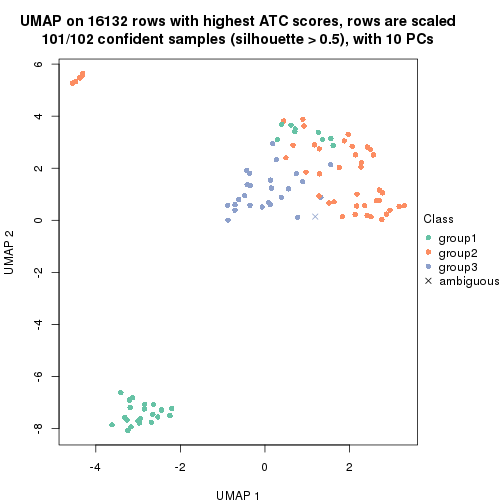 UMAP on 16132 rows with highest ATC scores, rows are scaled
101/102 confident samples (silhouette > 0.5), with 10 PCs
6
4
2
0
-2
-4
-6
-8
UMAP 2
Class
group1
group2
group3
ambiguous
-4
-2
0
2
UMAP 1